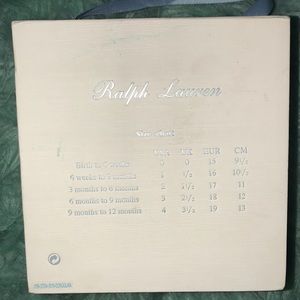 Ralph Lauren
Size chart
USA UK EUR CM
Birth to 6 weeks 0 0 15 9½
6 weeks to 3 months 1 ½ 16 10½
3 months to 6 months 2 1½ 17 11
6 months to 9 months 3 2½ 18 12
9 months to 12 months 4 3½ 19 13